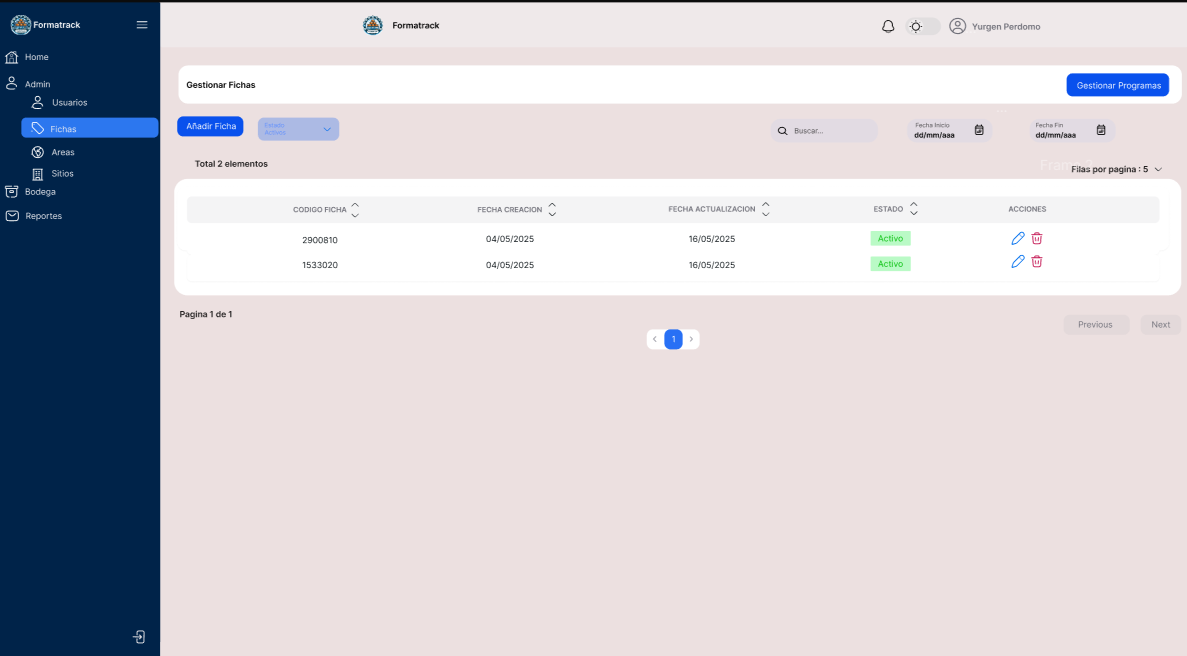 Formatrack
Formatrack
Yurgen Perdomo
Home
Admin
Usuarios
Fichas
Areas
Sitios
Bodega
Reportes
Gestionar Fichas
Gestionar Programas
Añadir Ficha
Estado
Activos
Buscar...
Fecha Inicio
dd/mm/aaa
Fecha Fin
dd/mm/aaa
Total 2 elementos
Filas por pagina : 5
CODIGO FICHA FECHA CREACION FECHA ACTUALIZACION ESTADO ACCIONES
2900810 04/05/2025 16/05/2025 Activo
1533020 04/05/2025 16/05/2025 Activo
Pagina 1 de 1
1
Previous Next